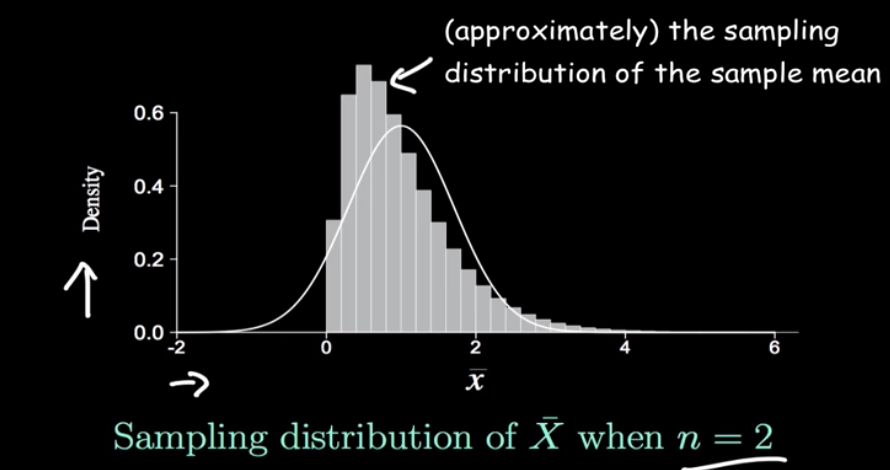 (approximately) the sampling
distribution of the sample mean
0.6
0.4
0.2
0.0
Density
-2 0 2 4 6
x̄
Sampling distribution of X̄ when n = 2